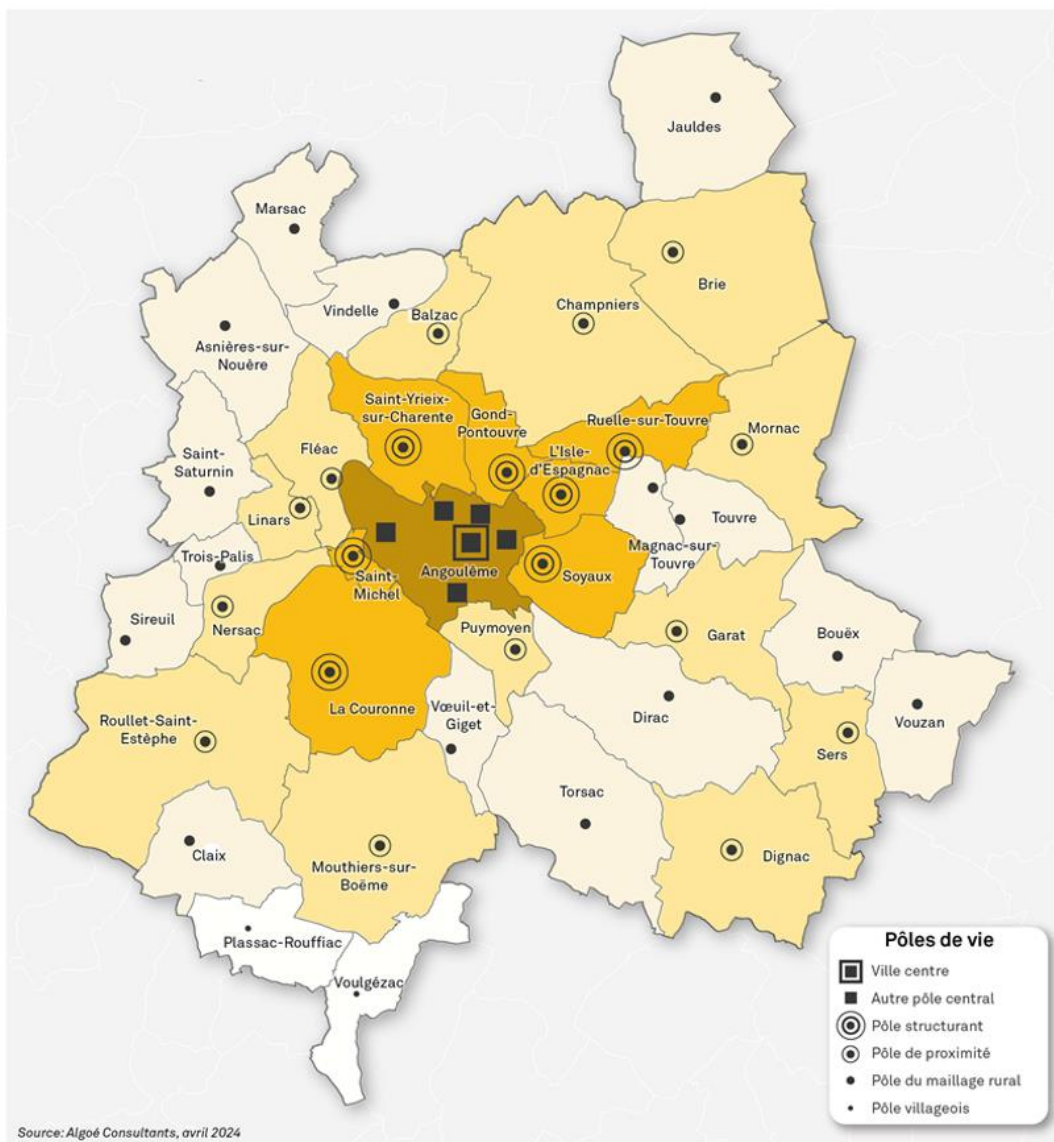 Jauldes
Marsac
Brie
Champniers
Vindelle
Balzac
Asnières-sur-
Nouère
Saint-Yrieix-
sur-Charente
Gond-
Pontouvre
Ruelle-sur-Touvre
Mornac
Fléac
L'Isle-
d'Espagnac
Saint-
Saturnin
Linars
Touvre
Magnac-sur-
Touvre
Trois-Palis
Saint-
Michel
Angoulême
Soyaux
Sireuil
Nersac
Puymoyen
Garat
Bouëx
La Couronne
Vœuil-et-
Giget
Dirac
Vouzan
Roullet-Saint-
Estèphe
Sers
Torsac
Claix
Mouthiers-sur-
Boëme
Dignac
Plassac-Rouffiac
Voulgézac
Pôles de vie
Ville centre
Autre pôle central
Pôle structurant
Pôle de proximité
Pôle du maillage rural
Pôle villageois
Source: Algoé Consultants, avril 2024